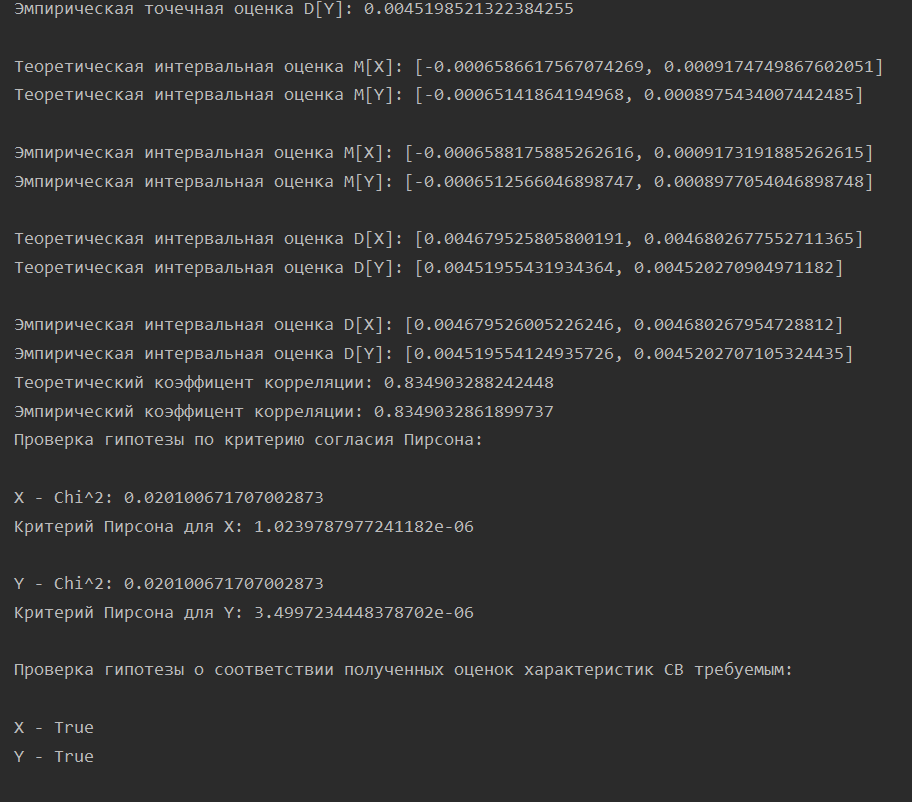 Эмпирическая точечная оценка D[Y]: 0.0045198521322384255
Теоретическая интервальная оценка M[X]: [-0.0006586617567074269, 0.0009174749867602051]
Теоретическая интервальная оценка M[Y]: [-0.00065141864194968, 0.0008975434007442485]
Эмпирическая интервальная оценка M[X]: [-0.0006588175885262616, 0.0009173191885262615]
Эмпирическая интервальная оценка M[Y]: [-0.0006512566046898747, 0.0008977054046898748]
Теоретическая интервальная оценка D[X]: [0.004679525805800191, 0.0046802677552711365]
Теоретическая интервальная оценка D[Y]: [0.00451955431934364, 0.004520270904971182]
Эмпирическая интервальная оценка D[X]: [0.004679526005226246, 0.004680267954728812]
Эмпирическая интервальная оценка D[Y]: [0.004519554124935726, 0.0045202707105324435]
Теоретический коэффицент корреляции: 0.834903288242448
Эмпирический коэффицент корреляции: 0.8349032861899737
Проверка гипотезы по критерию согласия Пирсона:
X - Chi^2: 0.020100671707002873
Критерий Пирсона для X: 1.0239787977241182e-06
Y - Chi^2: 0.020100671707002873
Критерий Пирсона для Y: 3.4997234448378702e-06
Проверка гипотезы о соответствии полученных оценок характеристик СВ требуемым:
X - True
Y - True